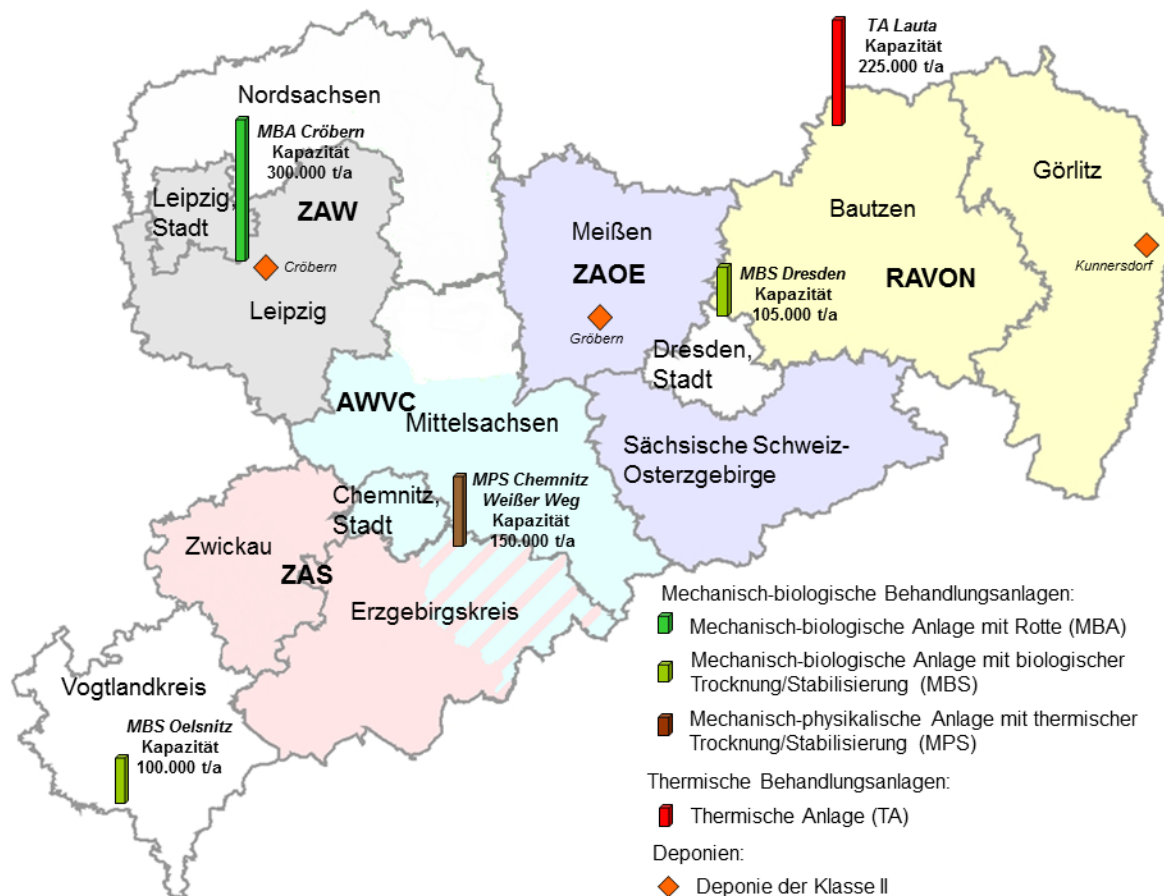 TA Lauta
Kapazität
225.000 t/a
Nordsachsen
MBA Cröbern
Kapazität
300.000 t/a
Leipzig,
Stadt
ZAW
Cröbern
Leipzig
Meißen
ZAOE
Gröbern
MBS Dresden
Kapazität
105.000 t/a
Dresden,
Stadt
Bautzen
RAVON
Görlitz
Kunnersdorf
AWVC
Mittelsachsen
Sächsische Schweiz-
Osterzgebirge
MPS Chemnitz
Weißer Weg
Kapazität
150.000 t/a
Chemnitz,
Stadt
Zwickau
ZAS
Erzgebirgskreis
Vogtlandkreis
MBS Oelsnitz
Kapazität
100.000 t/a
Mechanisch-biologische Behandlungsanlagen:
Mechanisch-biologische Anlage mit Rotte (MBA)
Mechanisch-biologische Anlage mit biologischer
Trocknung/Stabilisierung (MBS)
Mechanisch-physikalische Anlage mit thermischer
Trocknung/Stabilisierung (MPS)
Thermische Behandlungsanlagen:
Thermische Anlage (TA)
Deponien:
Deponie der Klasse II